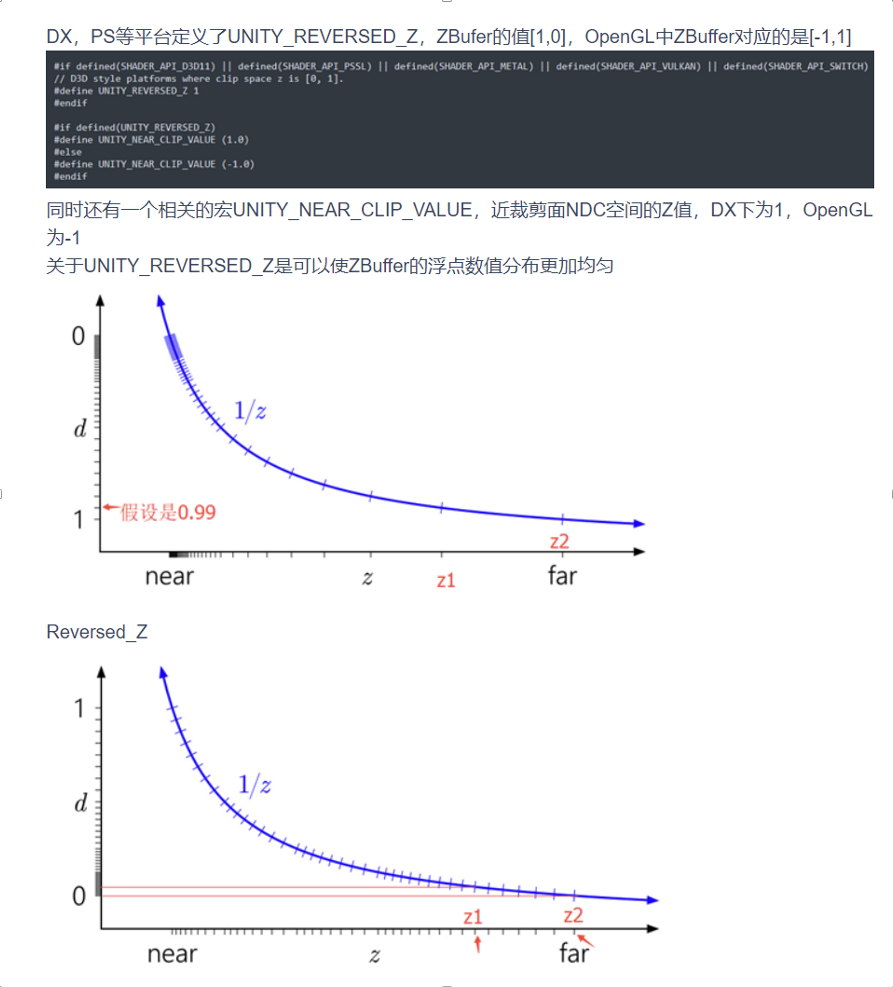 DX，PS等平台定义了UNITY_REVERSED_Z，ZBufer的值[1,0]，OpenGL中ZBuffer对应的是[-1,1]
#if defined(SHADER_API_D3D11) || defined(SHADER_API_PSSL) || defined(SHADER_API_METAL) || defined(SHADER_API_VULKAN) || defined(SHADER_API_SWITCH)
// D3D style platforms where clip space z is [0, 1].
#define UNITY_REVERSED_Z 1
#endif
#if defined(UNITY_REVERSED_Z)
#define UNITY_NEAR_CLIP_VALUE (1.0)
#else
#define UNITY_NEAR_CLIP_VALUE (-1.0)
#endif
同时还有一个相关的宏UNITY_NEAR_CLIP_VALUE，近裁剪面NDC空间的Z值，DX下为1，OpenGL
为-1
关于UNITY_REVERSED_Z是可以使ZBuffer的浮点数值分布更加均匀
0
1/z
d
假设是0.99
1
z2
near
z
z1
far
Reversed_Z
1
1/z
d
0
z1
z2
near
z
far